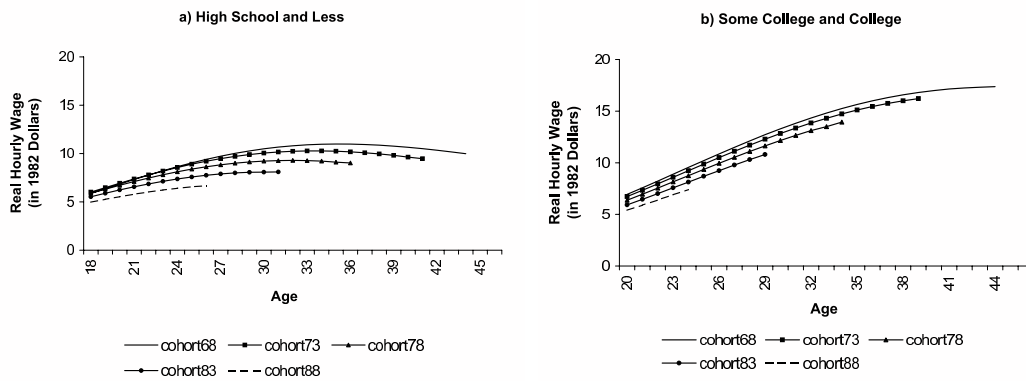 a) High School and Less
20
15
10
5
0
Real Hourly Wage
(in 1982 Dollars)
18 21 24 27 30 33 36 39 42 45
Age
cohort68 cohort73 cohort78
cohort83 cohort88
b) Some College and College
20
15
10
5
0
Real Hourly Wage
(in 1982 Dollars)
20 23 26 29 32 35 38 41 44
Age
cohort68 cohort73 cohort78
cohort83 cohort88